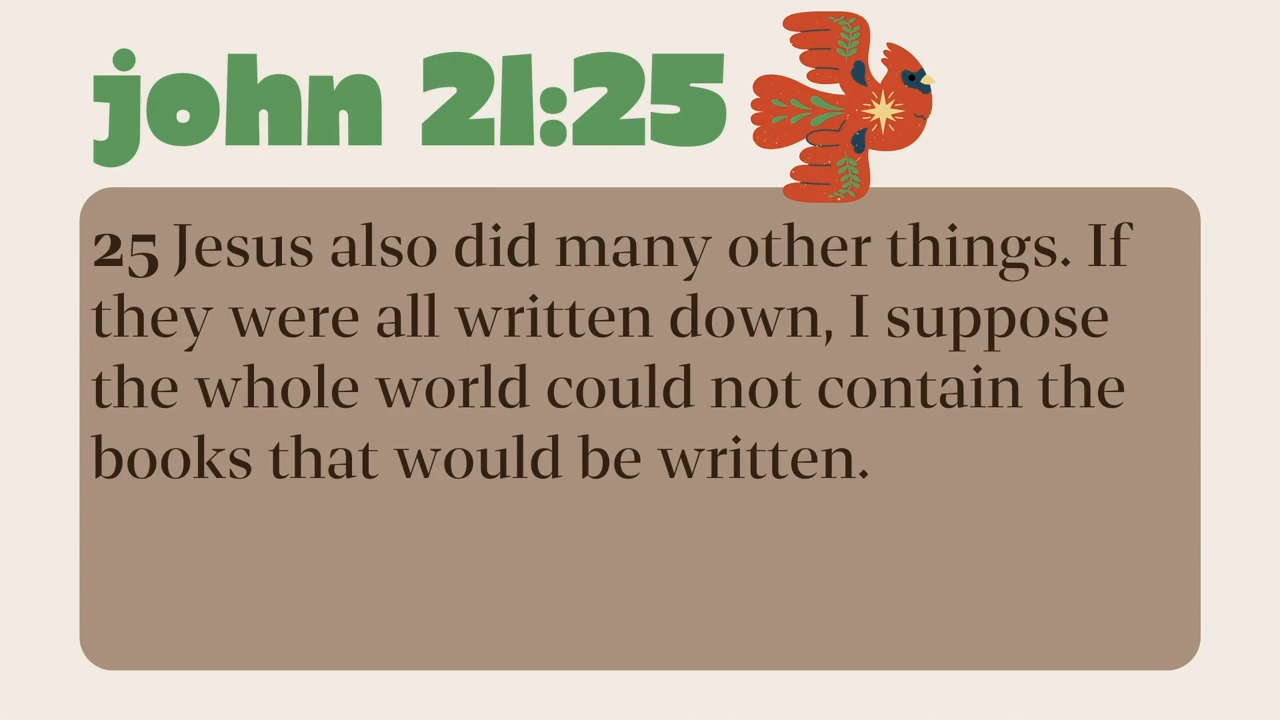 john 21:25
25 Jesus also did many other things. If
they were all written down, I suppose
the whole world could not contain the
books that would be written.